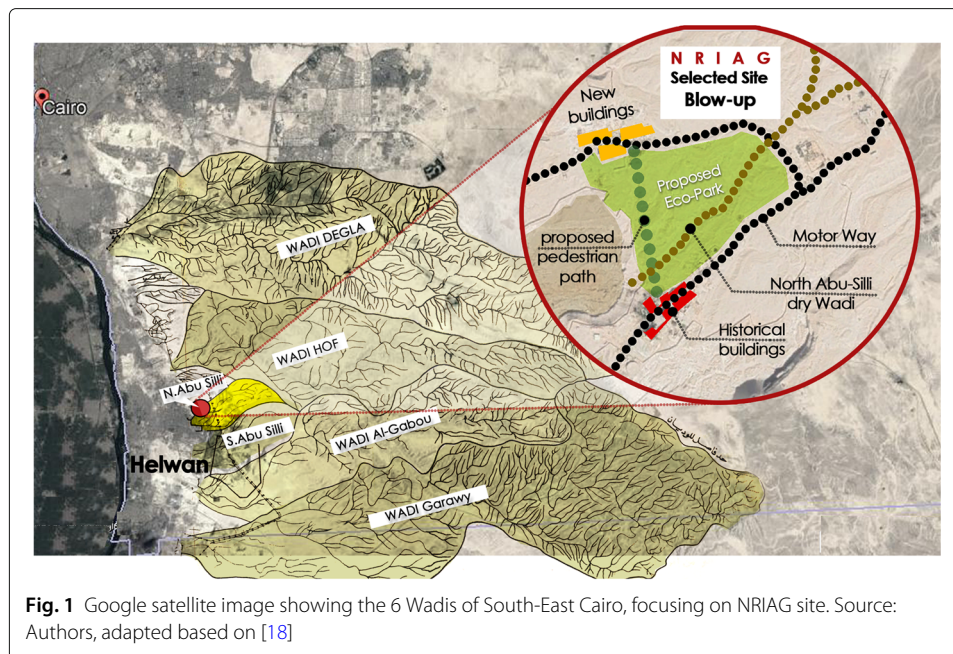 N R I A G
Selected Site
Blow-up
New
buildings
Proposed
Eco-Park
proposed
pedestrian
path
Motor Way
North Abu-Silli
dry Wadi
Historical
buildings
Cairo
WADI DEGLA
WADI HOF
N.Abu Silli
S.Abu Silli
WADI Al-Gabou
Helwan
WADI Garawy
Fig. 1 Google satellite image showing the 6 Wadis of South-East Cairo, focusing on NRIAG site. Source:
Authors, adapted based on [18]